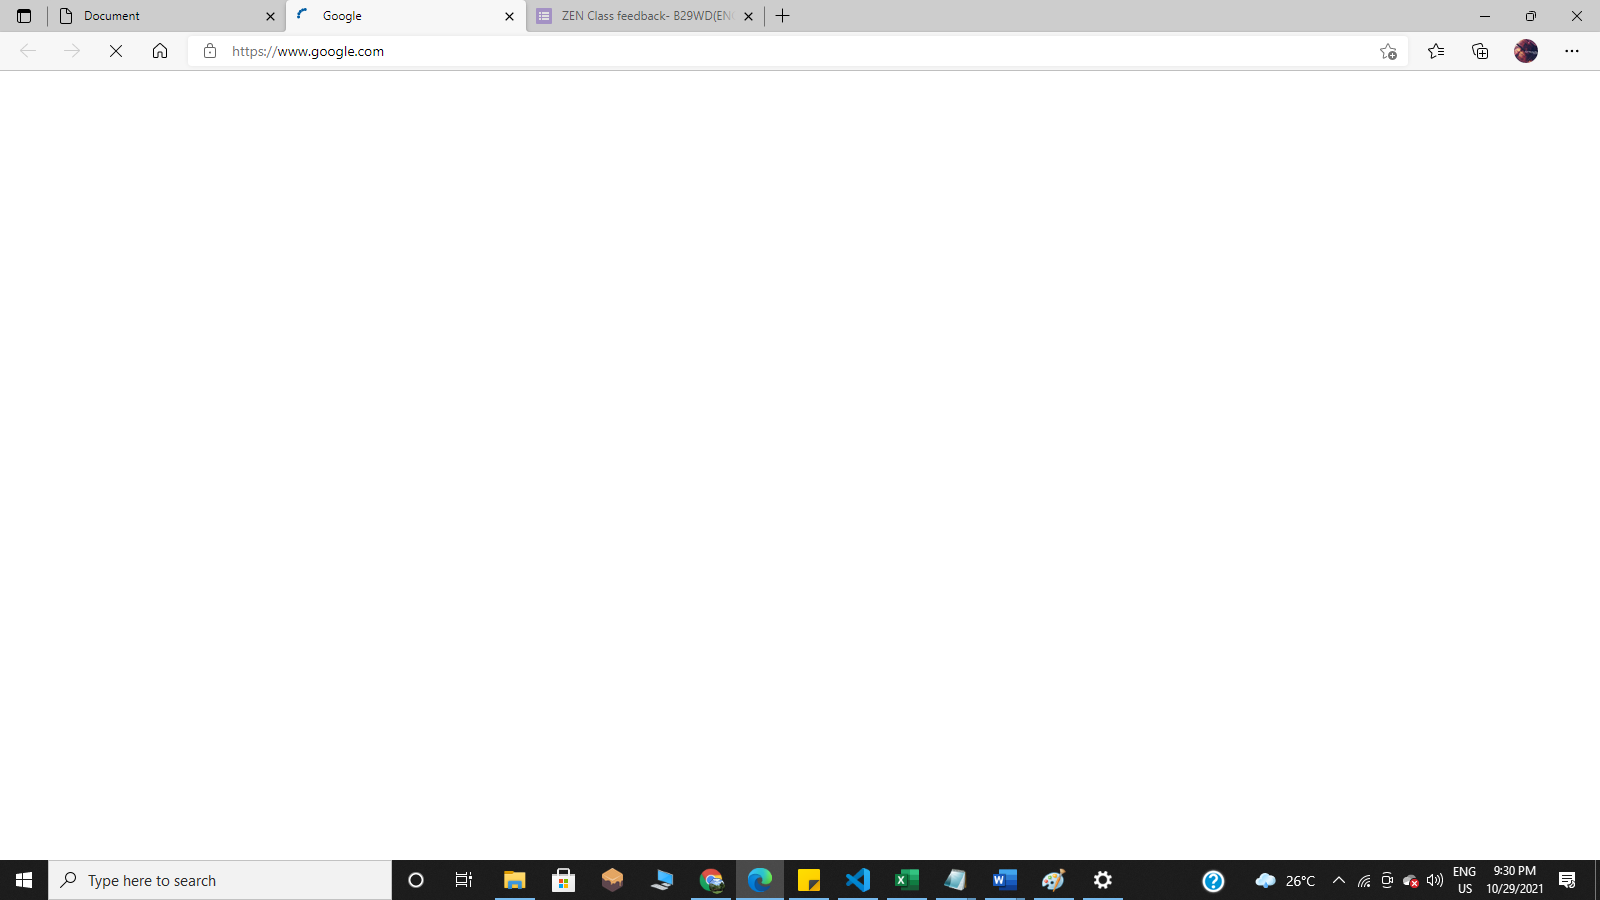 Document
Google
ZEN Class feedback- B29WD(EN
https://www.google.com
Type here to search
26°C
ENG
US
9:30 PM
10/29/2021